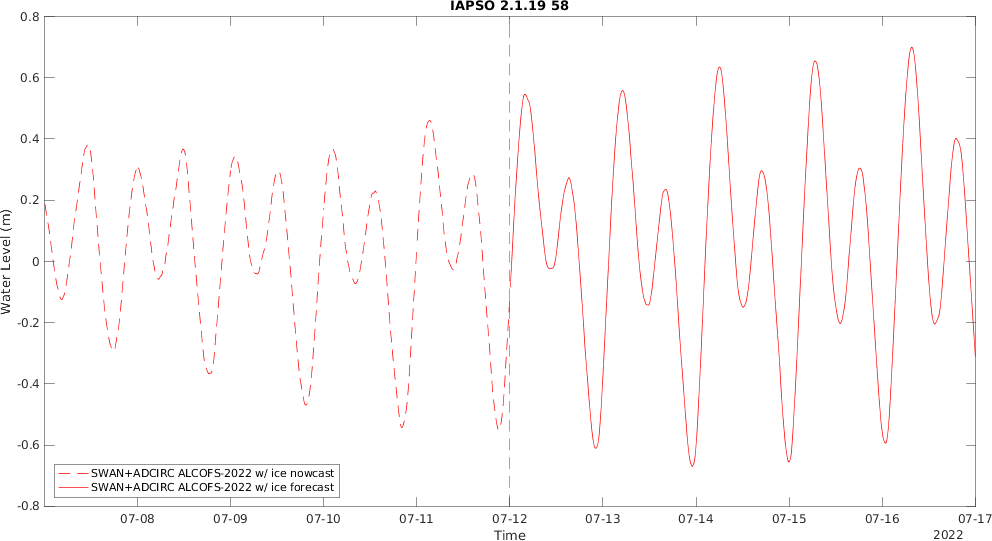 IAPSO 2.1.19 58
0.8
0.6
0.4
0.2
0
-0.2
-0.4
-0.6
-0.8
Water Level (m)
SWAN+ADCIRC ALCOFS-2022 w/ ice nowcast
SWAN+ADCIRC ALCOFS-2022 w/ ice forecast
07-08 07-09 07-10 07-11 07-12 07-13 07-14 07-15 07-16 07-17
Time
2022